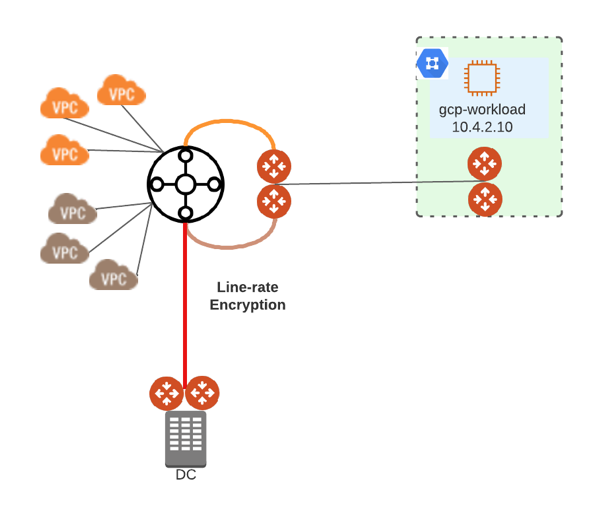 VPC
VPC
VPC
VPC
VPC
VPC
gcp-workload
10.4.2.10
Line-rate
Encryption
DC